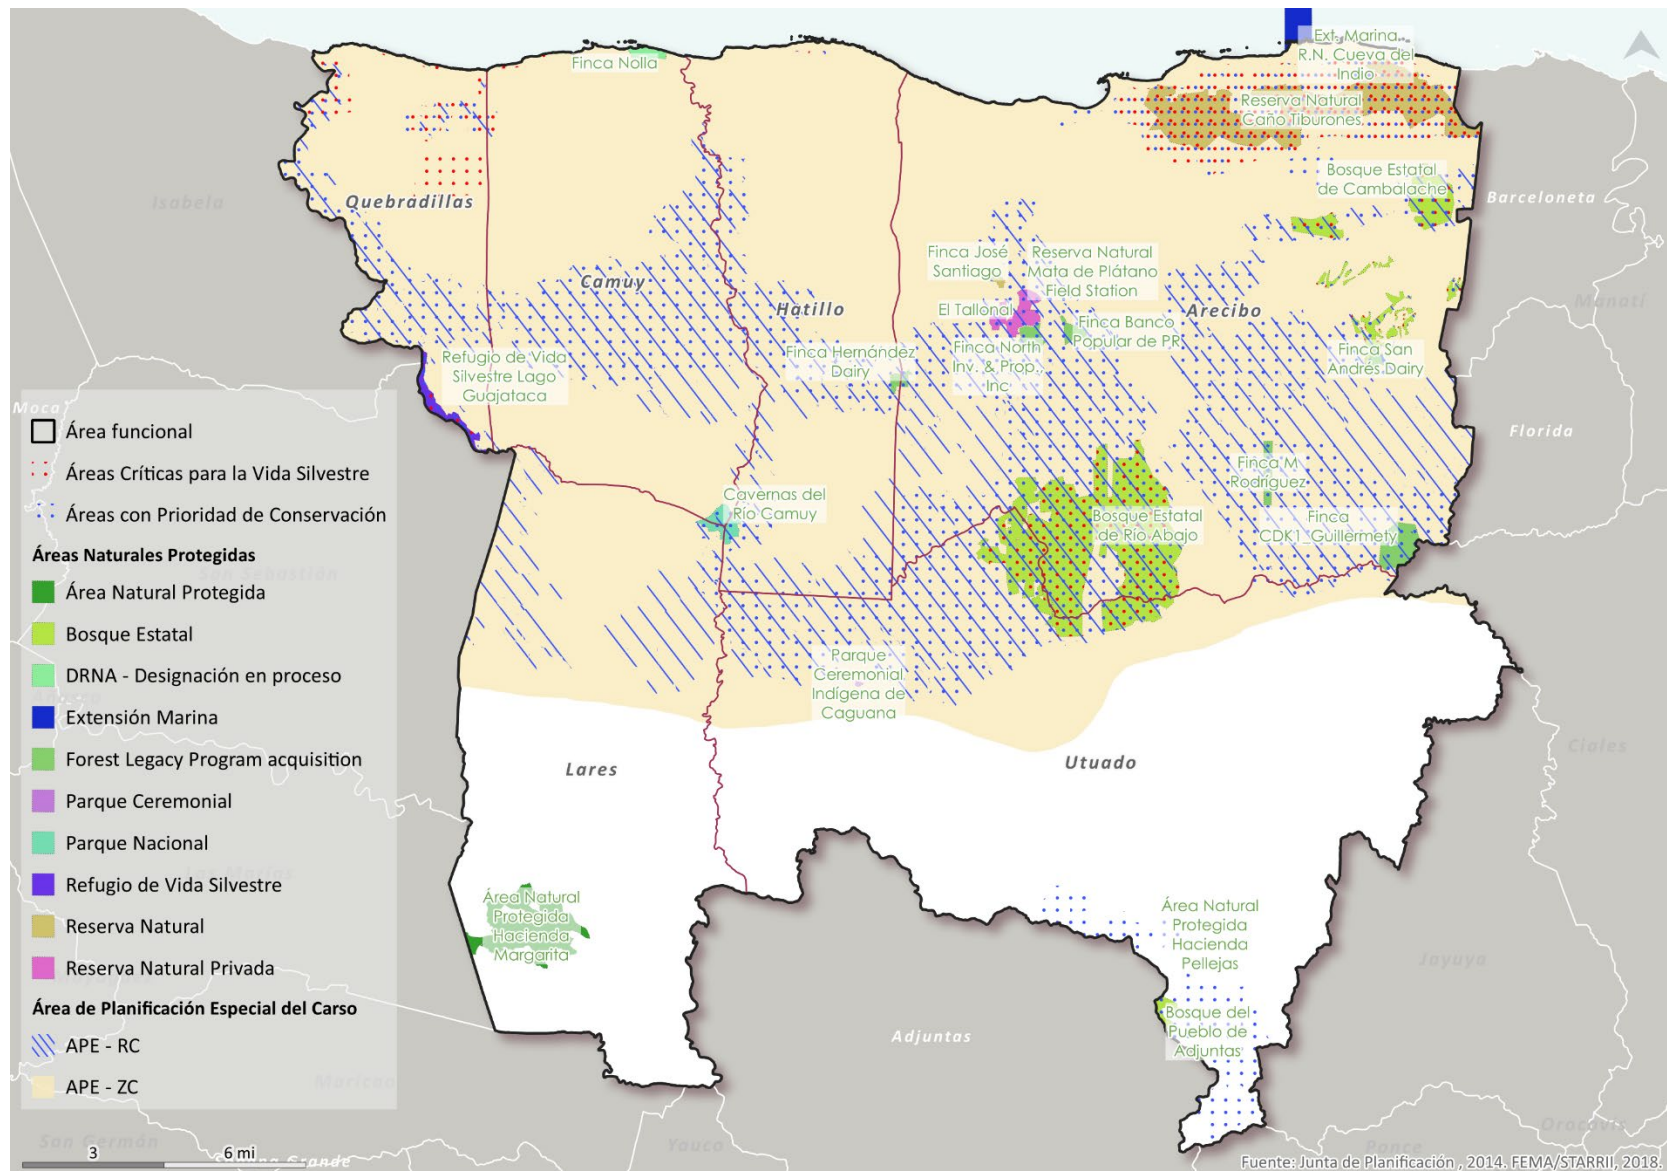 Finca Nolla
Ext. Marina
R.N. Cueva del
Indio
Reserva Natural
Caño Tiburones
Bosque Estatal
de Cambalache
Isabela
Quebradillas
Barceloneta
Camuy
Hatillo
Arecibo
Manatí
Finca José
Santiago
Reserva Natural
Mata de Plátano
Field Station
El Tallonal
Finca Banco
Popular de PR
Finca North
Inv. & Prop.,
Inc
Finca Hernández
Dairy
Finca San
Andrés Dairy
Refugio de Vida
Silvestre Lago
Guajataca
Moca
Florida
Finca M
Rodríguez
Cavernas del
Río Camuy
Bosque Estatal
de Río Abajo
Finca
CDK1_Guillermety
San Sebastián
Parque
Ceremonial
Indígena de
Caguana
Ciales
Lares
Utuado
Las Marías
Área Natural
Protegida
Hacienda
Margarita
Área Natural
Protegida
Hacienda
Pellejas
Jayuya
Bosque del
Pueblo de
Adjuntas
Adjuntas
Maricao
San Germán
Sabana Grande
Yauco
Ponce
Orocovis
Área funcional
Áreas Críticas para la Vida Silvestre
Áreas con Prioridad de Conservación
Áreas Naturales Protegidas
Área Natural Protegida
Bosque Estatal
DRNA - Designación en proceso
Extensión Marina
Forest Legacy Program acquisition
Parque Ceremonial
Parque Nacional
Refugio de Vida Silvestre
Reserva Natural
Reserva Natural Privada
Área de Planificación Especial del Carso
APE - RC
APE - ZC
3
6 mi
Fuente: Junta de Planificación , 2014. FEMA/STARRII, 2018.